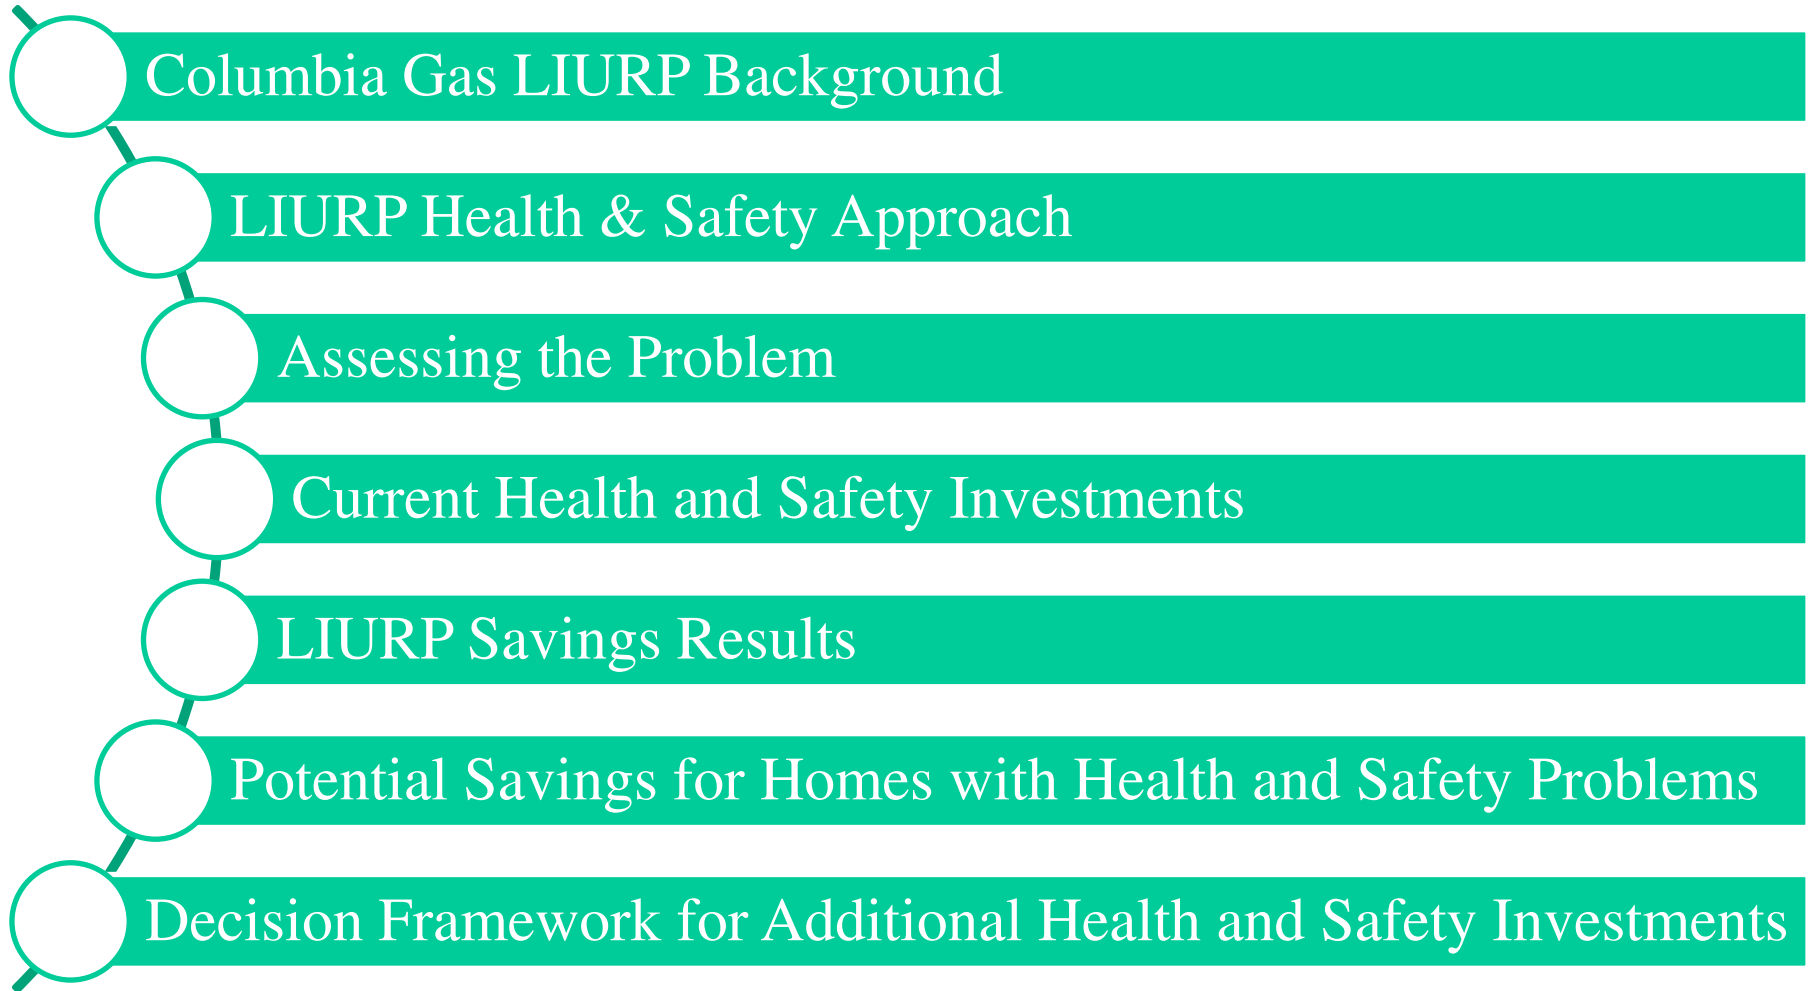 Columbia Gas LIURP Background
LIURP Health & Safety Approach
Assessing the Problem
Current Health and Safety Investments
LIURP Savings Results
Potential Savings for Homes with Health and Safety Problems
Decision Framework for Additional Health and Safety Investments